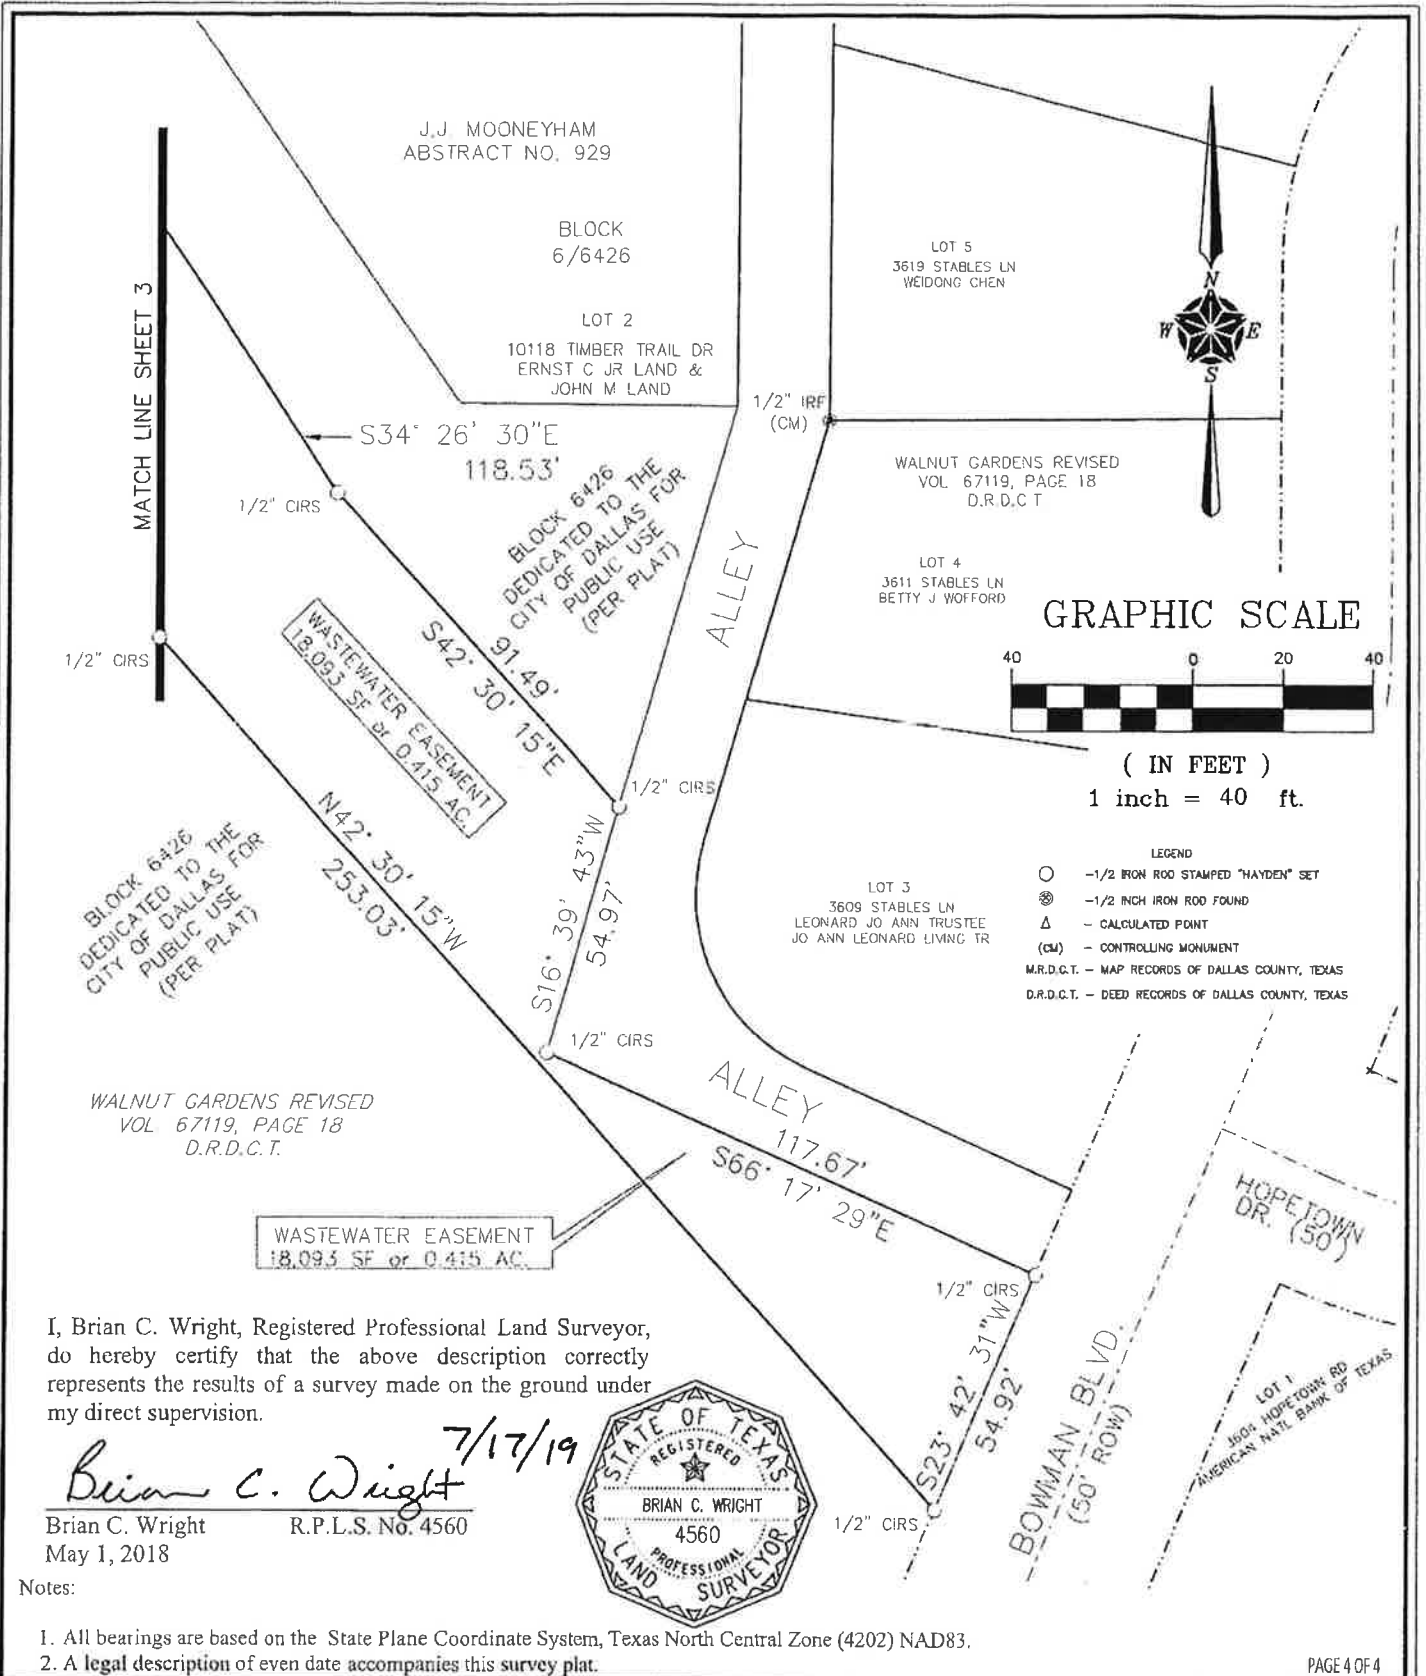 J.J. MOONEYHAM
ABSTRACT NO. 929
BLOCK
6/6426
LOT 2
10118 TIMBER TRAIL DR
ERNST C JR LAND &
JOHN M LAND
LOT 5
3619 STABLES LN
WEIDONG CHEN
N
W
E
S
MATCH LINE SHEET 3
1/2" IRF
(CM)
S34° 26' 30"E
118.53'
1/2" CIRS
BLOCK 6426
DEDICATED TO THE
CITY OF DALLAS FOR
PUBLIC USE
(PER PLAT)
ALLEY
WALNUT GARDENS REVISED
VOL 67119, PAGE 18
D.R.D.C T
LOT 4
3611 STABLES LN
BETTY J WOFFORD
GRAPHIC SCALE
40
0
20
40
( IN FEET )
1 inch = 40 ft.
1/2" CIRS
WASTEWATER EASEMENT
18,093 SF or 0.415 AC.
91.49'
S42° 30' 15"E
1/2" CIRS
N42° 30' 15"W
253.03'
BLOCK 6426
DEDICATED TO THE
CITY OF DALLAS FOR
PUBLIC USE
(PER PLAT)
S16° 39' 43"W
54.97'
LOT 3
3609 STABLES LN
LEONARD JO ANN TRUSTEE
JO ANN LEONARD LIVING TR
LEGEND
-1/2 IRON ROD STAMPED "HAYDEN" SET
-1/2 INCH IRON ROD FOUND
- CALCULATED POINT
(CM) - CONTROLLING MONUMENT
M.R.D.C.T. - MAP RECORDS OF DALLAS COUNTY, TEXAS
D.R.D.C.T. - DEED RECORDS OF DALLAS COUNTY, TEXAS
1/2" CIRS
WALNUT GARDENS REVISED
VOL 67119, PAGE 18
D.R.D.C.T.
ALLEY
117.67'
S66° 17' 29"E
WASTEWATER EASEMENT
18,093 SF or 0.415 AC.
HOPETOWN
DR. (50')
1/2" CIRS
S23° 42' 31"W
54.92'
BOWMAN BLVD.
(50' ROW)
LOT 1
3604 HOPETOWN RD
AMERICAN NATL BANK OF TEXAS
1/2" CIRS
I, Brian C. Wright, Registered Professional Land Surveyor,
do hereby certify that the above description correctly
represents the results of a survey made on the ground under
my direct supervision.
7/17/19
Brian C. Wright
Brian C. Wright R.P.L.S. No. 4560
May 1, 2018
STATE OF TEXAS
REGISTERED
BRIAN C. WRIGHT
4560
PROFESSIONAL
LAND SURVEYOR
Notes:
1. All bearings are based on the State Plane Coordinate System, Texas North Central Zone (4202) NAD83.
2. A legal description of even date accompanies this survey plat.
PAGE 4 OF 4